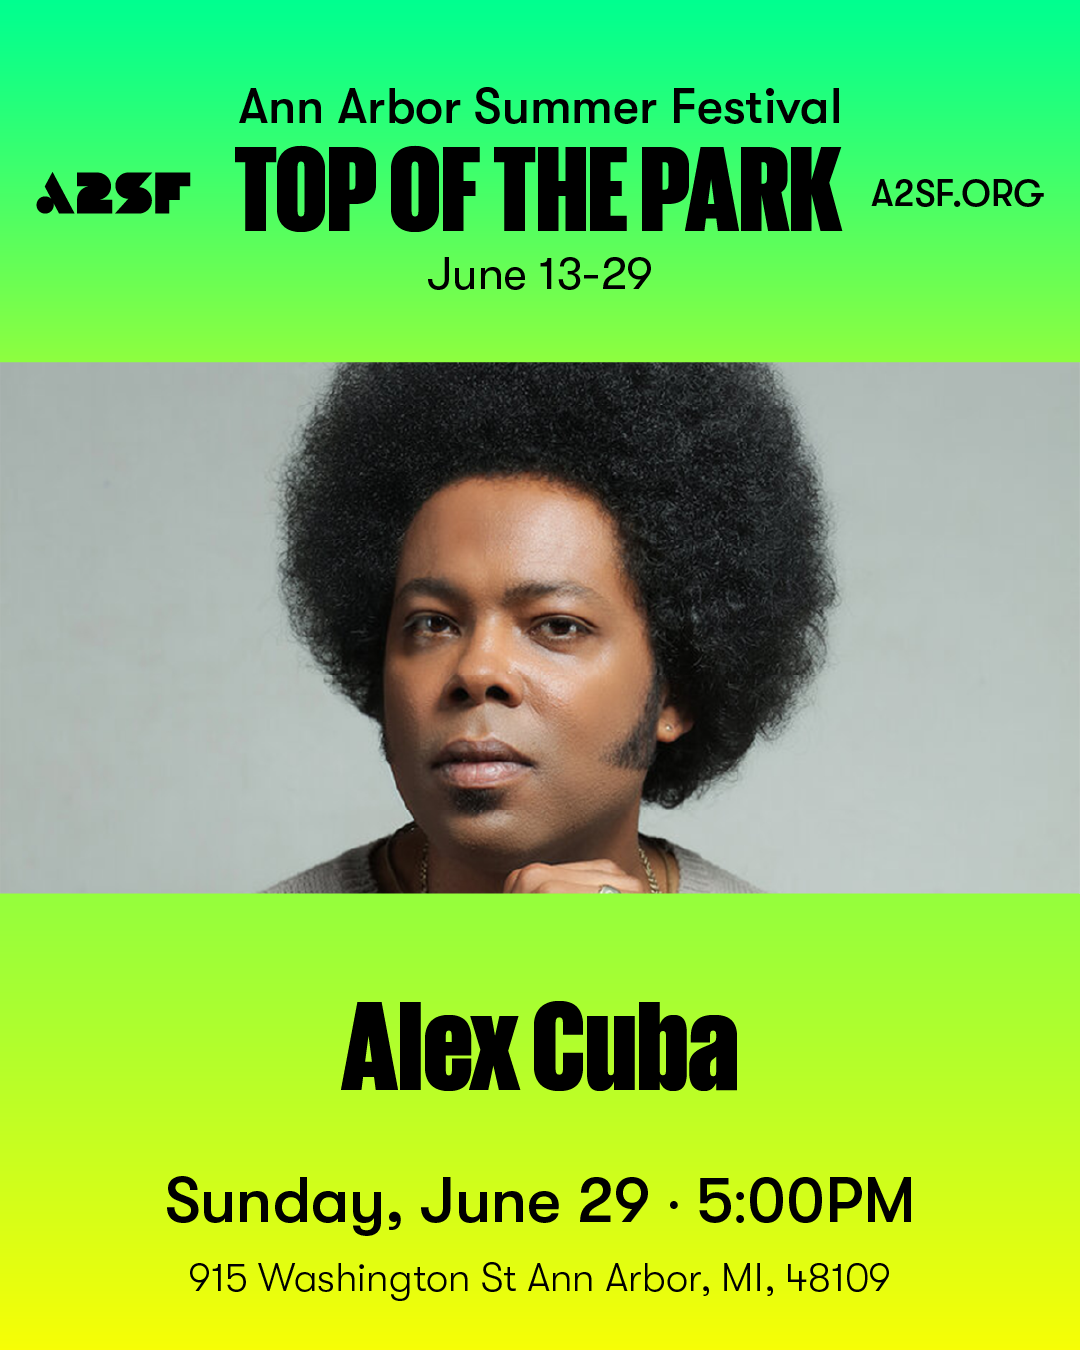 Ann Arbor Summer Festival
A2SF
TOP OF THE PARK
A2SF.ORG
June 13-29
Alex Cuba
Sunday, June 29 · 5:00PM
915 Washington St Ann Arbor, MI, 48109